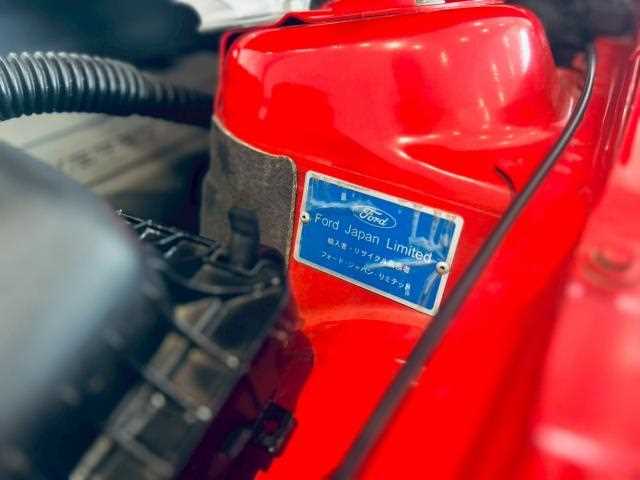 Ford
Ford Japan Limited
輸入者・リサイクル
フォード・ジャパン・リミテッド